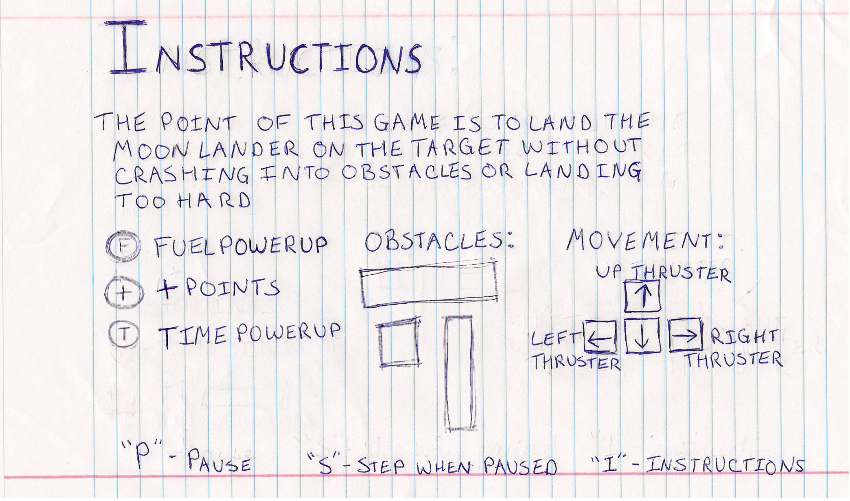 INSTRUCTIONS
THE POINT OF THIS GAME IS TO LAND THE
MOON LANDER ON THE TARGET WITHOUT
CRASHING INTO OBSTACLES OR LANDING
TOO HARD
F FUEL POWERUP
+ + POINTS
T TIME POWERUP
OBSTACLES:
MOVEMENT:
UP THRUSTER
↑
LEFT ← ↓ → RIGHT
THRUSTER THRUSTER
"P" - PAUSE "S" - STEP WHEN PAUSED "I" - INSTRUCTIONS